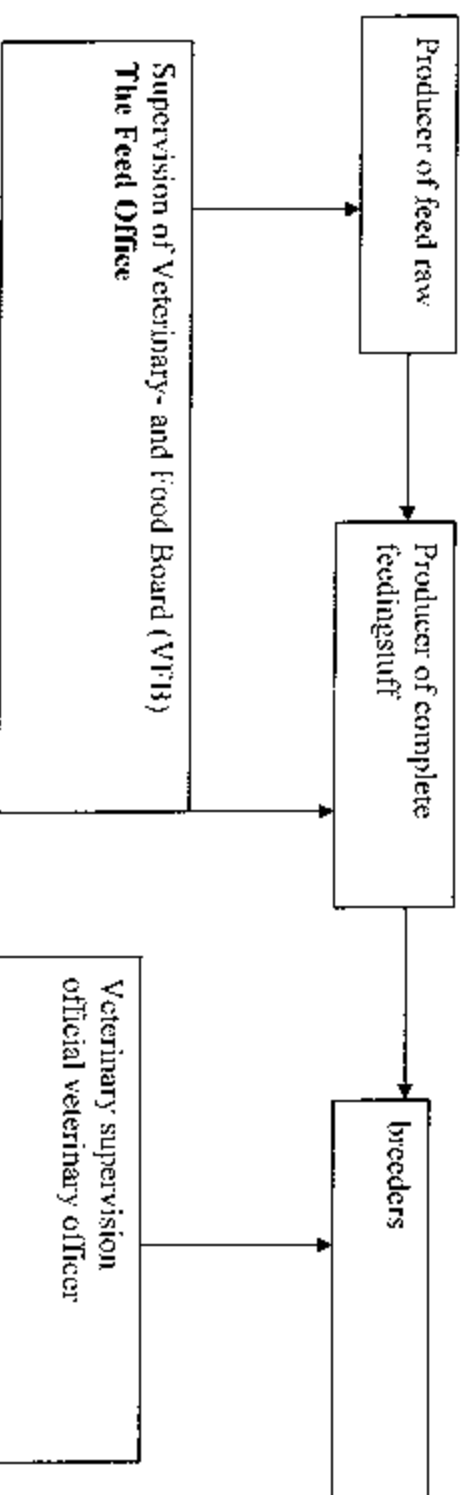 Producer of feed raw
Producer of complete
feedingstuff
breeders
Supervision of Veterinary- and Food Board (VFB)
The Feed Office
Veterinary supervision
official veterinary officer